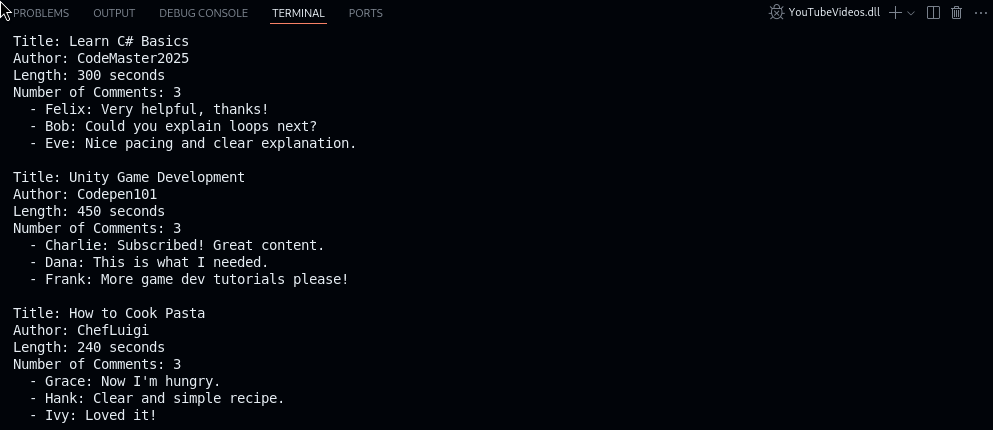 PROBLEMS OUTPUT DEBUG CONSOLE TERMINAL PORTS YouTubeVideos.dll
Title: Learn C# Basics
Author: CodeMaster2025
Length: 300 seconds
Number of Comments: 3
- Felix: Very helpful, thanks!
- Bob: Could you explain loops next?
- Eve: Nice pacing and clear explanation.
Title: Unity Game Development
Author: Codepen101
Length: 450 seconds
Number of Comments: 3
- Charlie: Subscribed! Great content.
- Dana: This is what I needed.
- Frank: More game dev tutorials please!
Title: How to Cook Pasta
Author: ChefLuigi
Length: 240 seconds
Number of Comments: 3
- Grace: Now I'm hungry.
- Hank: Clear and simple recipe.
- Ivy: Loved it!